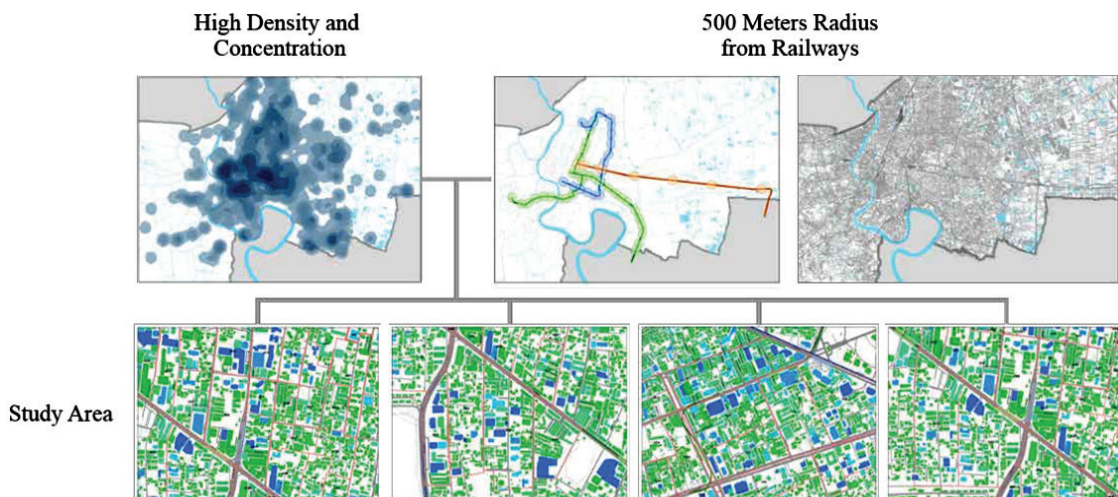 High Density and
Concentration
500 Meters Radius
from Railways
Study Area